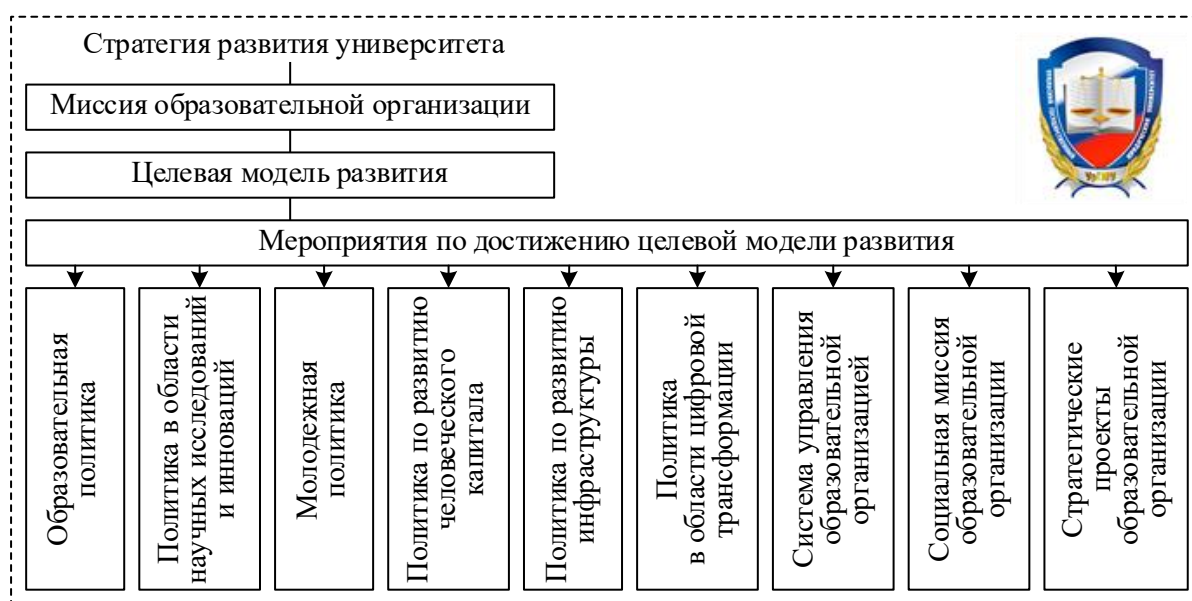 Стратегия развития университета
Миссия образовательной организации
Целевая модель развития
Мероприятия по достижению целевой модели развития
Образовательная
политика
Политика в области
научных исследований
и инноваций
Молодежная
политика
Политика по развитию
человеческого
капитала
Политика по развитию
инфраструктуры
Политика
в области цифровой
трансформации
Система управления
образовательной
организацией
Социальная миссия
образовательной
организации
Стратегические
проекты
образовательной
организации